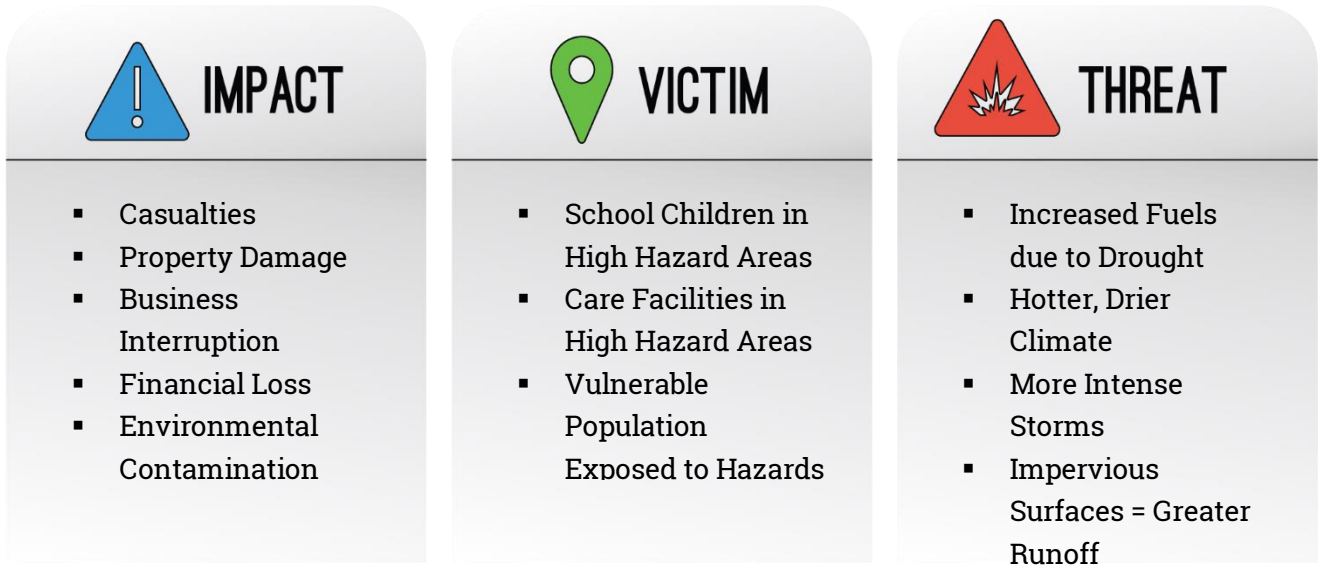 IMPACT
▪ Casualties
▪ Property Damage
▪ Business
Interruption
▪ Financial Loss
▪ Environmental
Contamination
VICTIM
▪ School Children in
High Hazard Areas
▪ Care Facilities in
High Hazard Areas
▪ Vulnerable
Population
Exposed to Hazards
THREAT
▪ Increased Fuels
due to Drought
▪ Hotter, Drier
Climate
▪ More Intense
Storms
▪ Impervious
Surfaces = Greater
Runoff